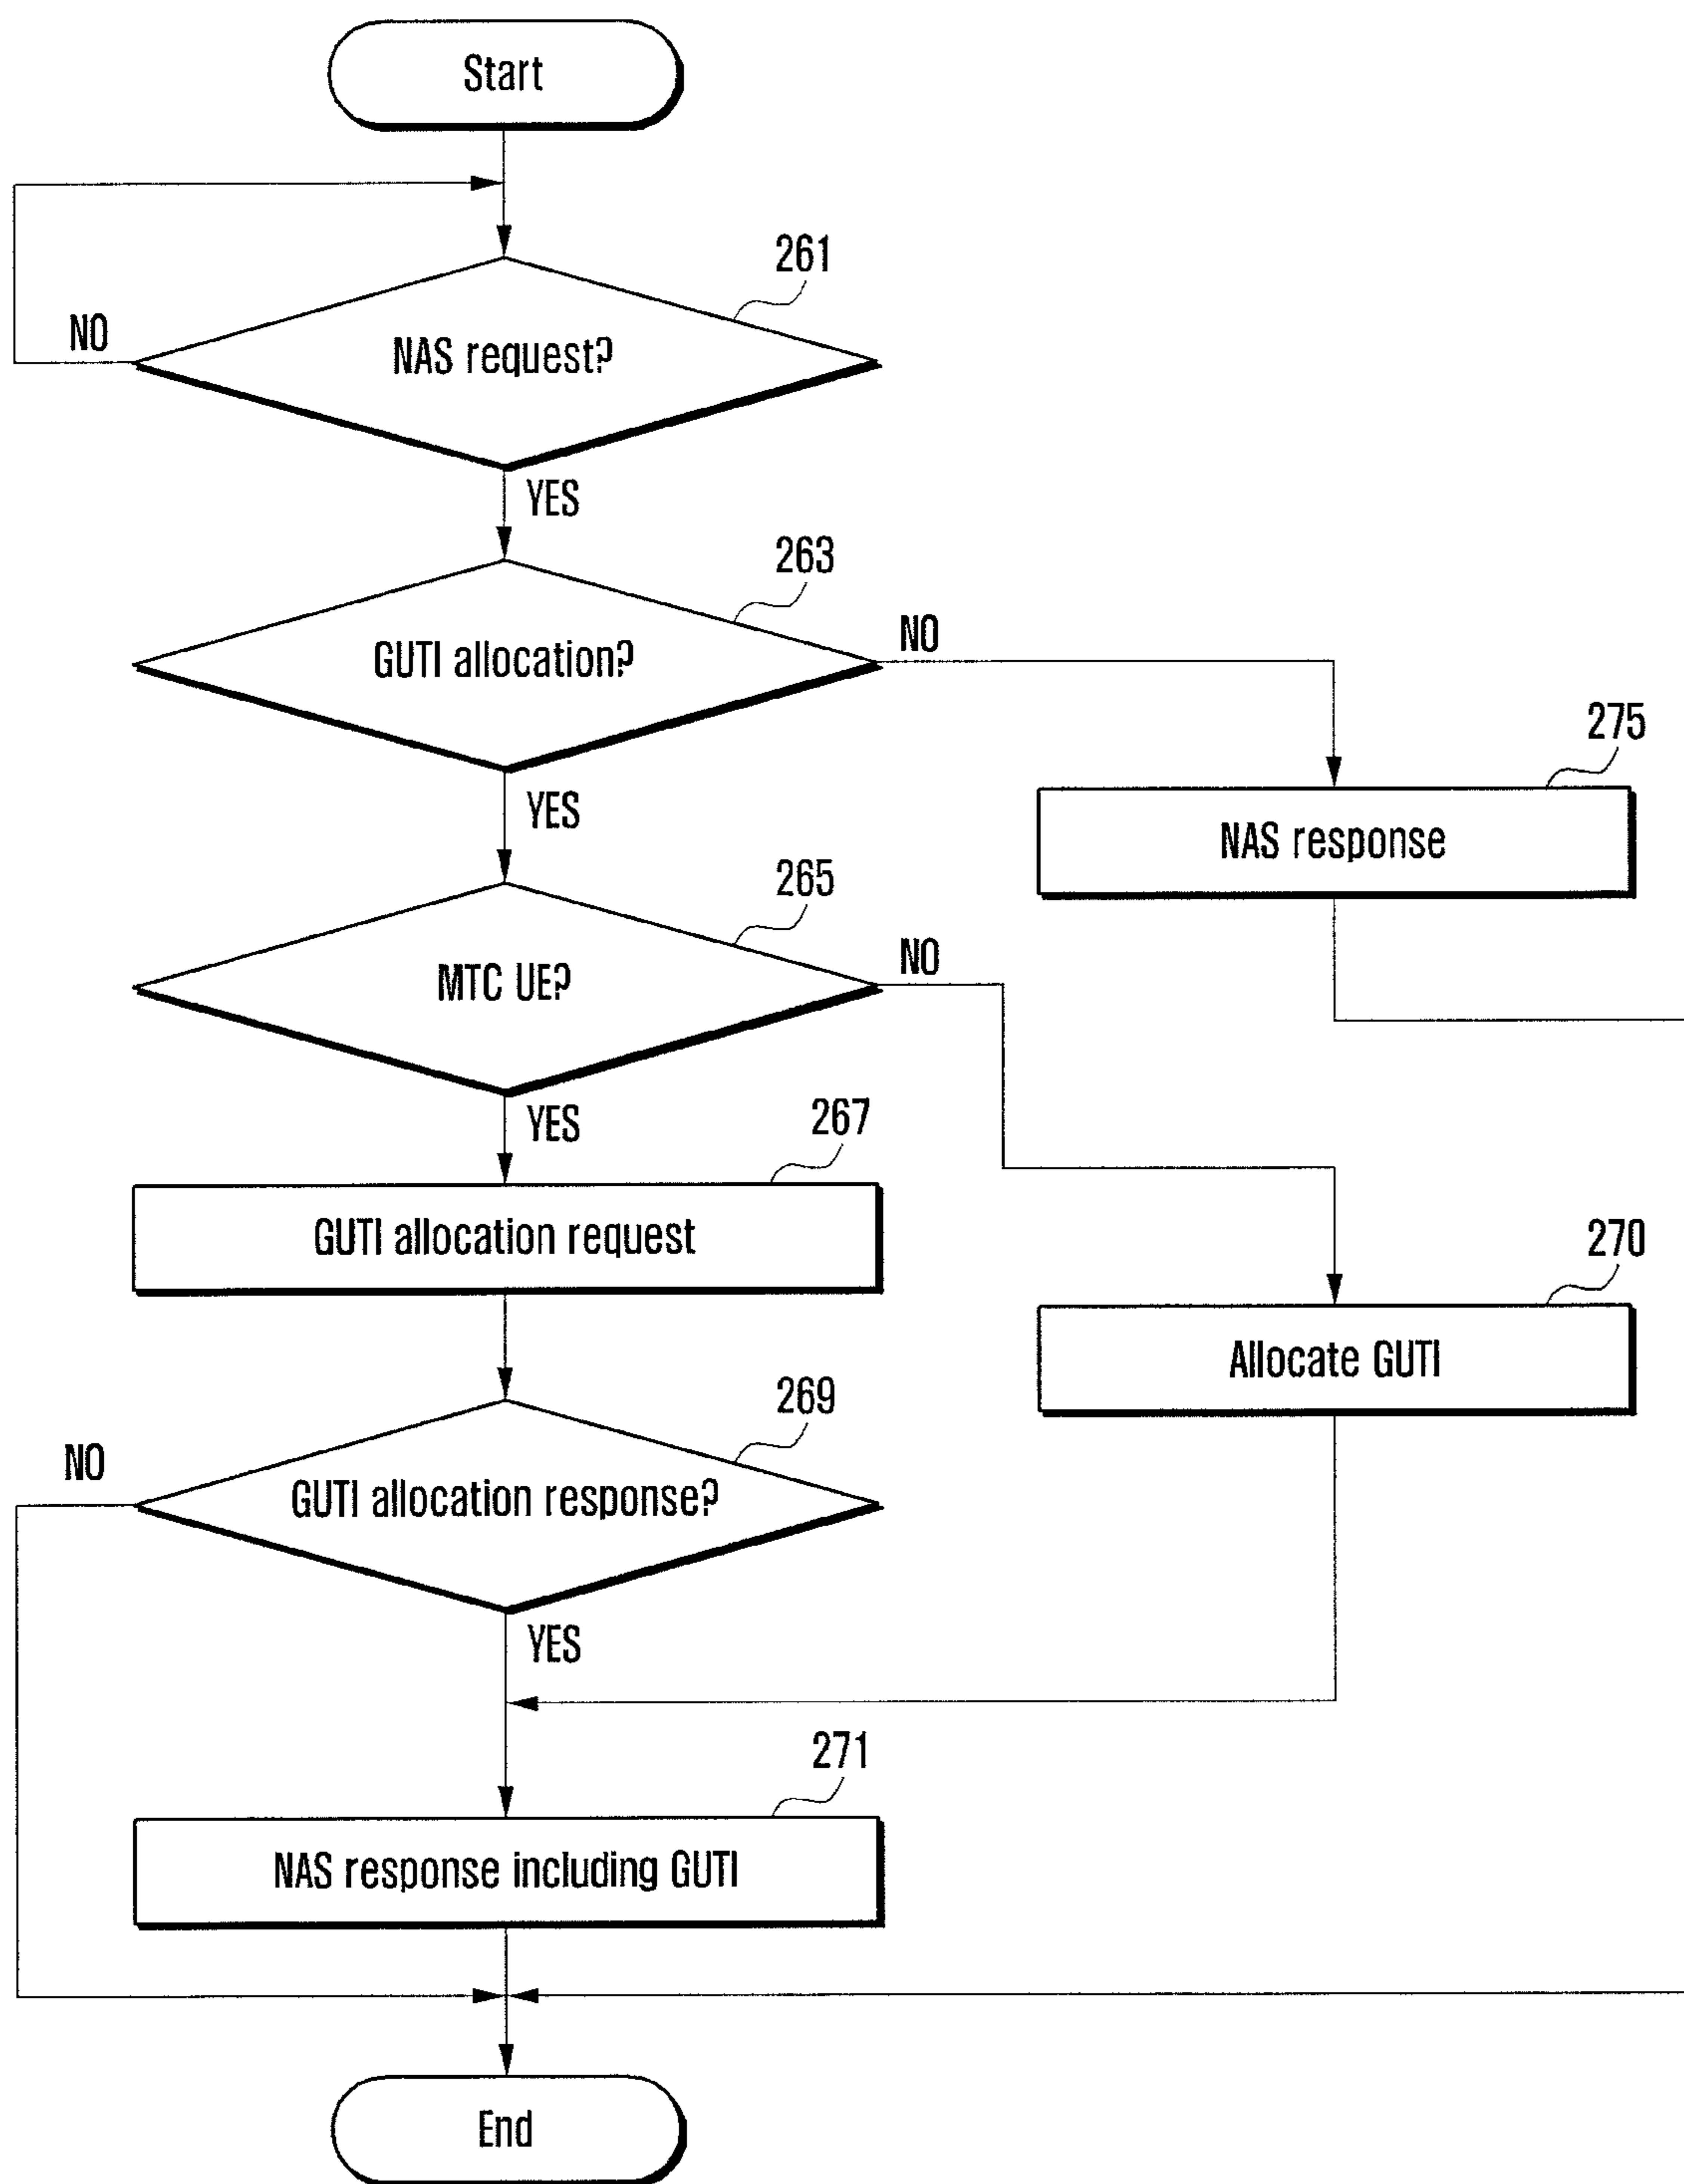 Start
261
NO
NAS request?
YES
263
GUTI allocation?
NO
275
NAS response
YES
265
MTC UE?
NO
YES
267
GUTI allocation request
270
Allocate GUTI
269
NO
GUTI allocation response?
YES
271
NAS response including GUTI
End